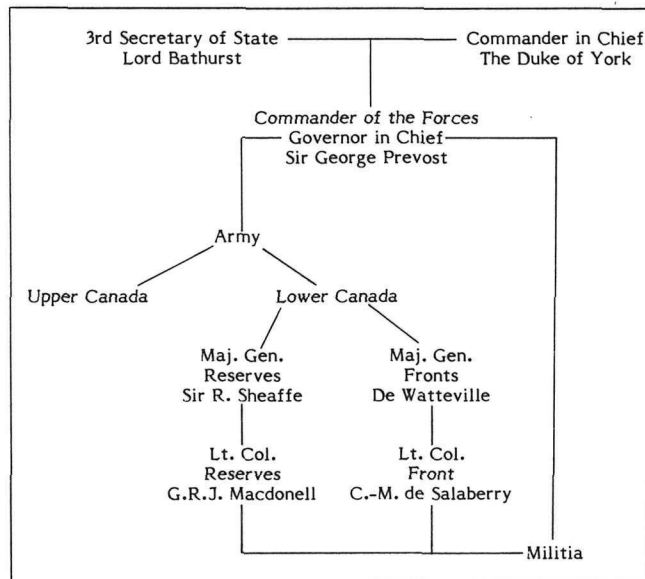 3rd Secretary of State
Lord Bathurst
Commander in Chief
The Duke of York
Commander of the Forces
Governor in Chief
Sir George Prevost
Army
Upper Canada
Lower Canada
Maj. Gen.
Reserves
Sir R. Sheaffe
Maj. Gen.
Fronts
De Watteville
Lt. Col.
Reserves
G.R.J. Macdonell
Lt. Col.
Front
C.-M. de Salaberry
Militia